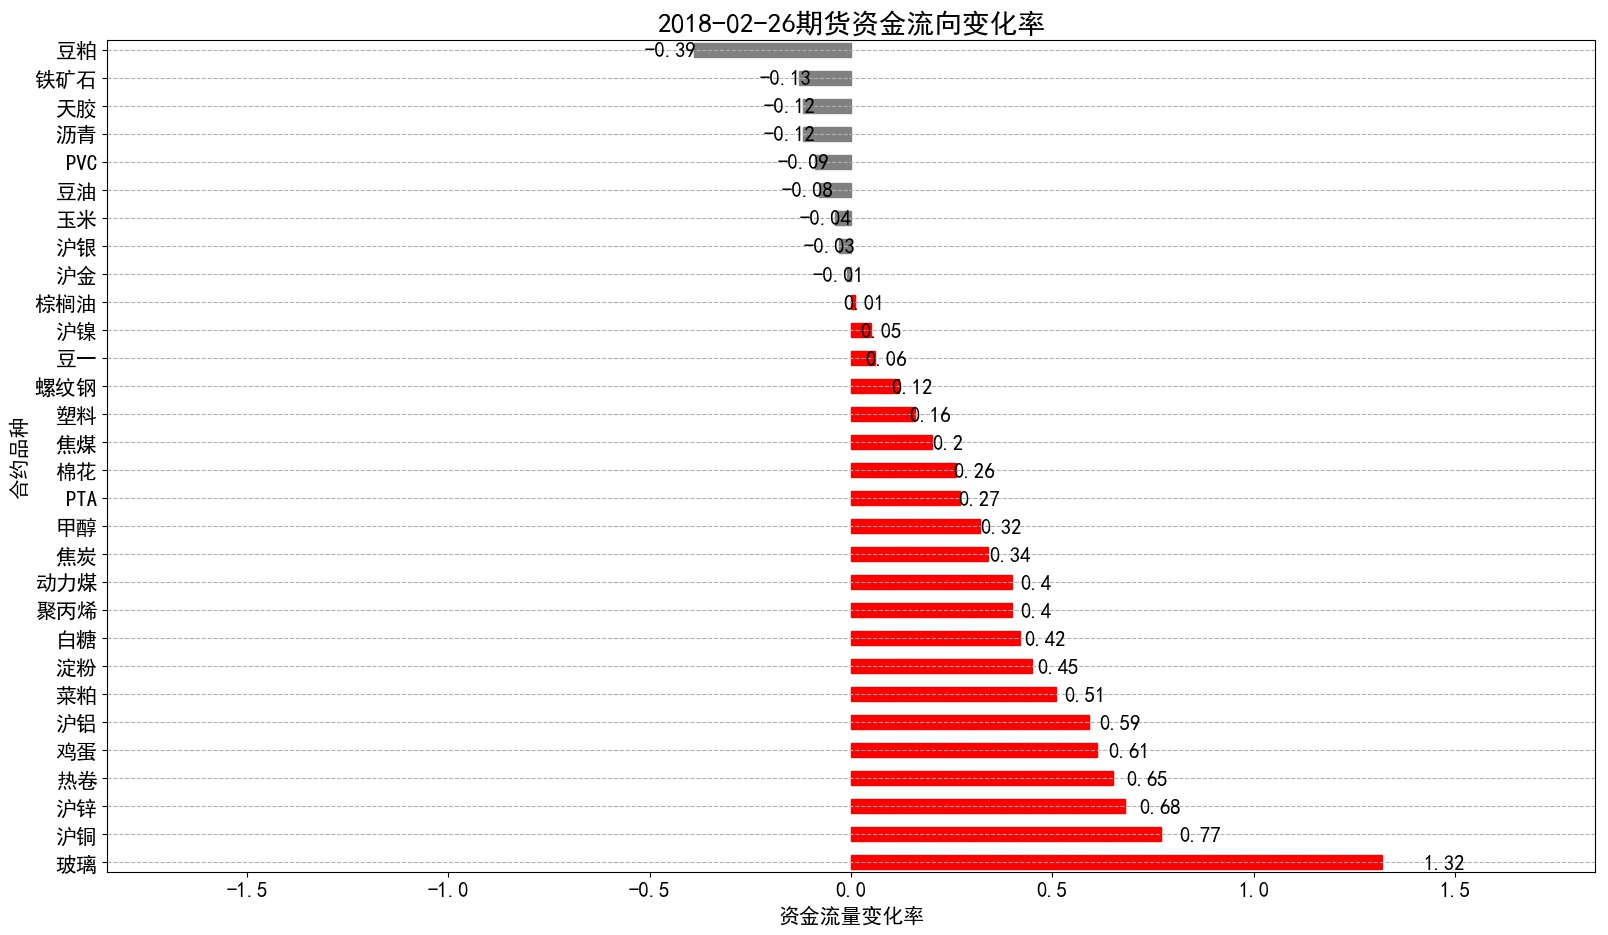 2018-02-26期货资金流向变化率
豆粕 -0.39
铁矿石 -0.13
天胶 -0.12
沥青 -0.12
PVC -0.09
豆油 -0.08
玉米 -0.04
沪银 -0.03
沪金 -0.01
棕榈油 0.01
沪镍 0.05
豆一 0.06
螺纹钢 0.12
塑料 0.16
焦煤 0.2
棉花 0.26
PTA 0.27
甲醇 0.32
焦炭 0.34
动力煤 0.4
聚丙烯 0.4
白糖 0.42
淀粉 0.45
菜粕 0.51
沪铝 0.59
鸡蛋 0.61
热卷 0.65
沪锌 0.68
沪铜 0.77
玻璃 1.32
合约品种
-1.5 -1.0 -0.5 0.0 0.5 1.0 1.5
资金流量变化率